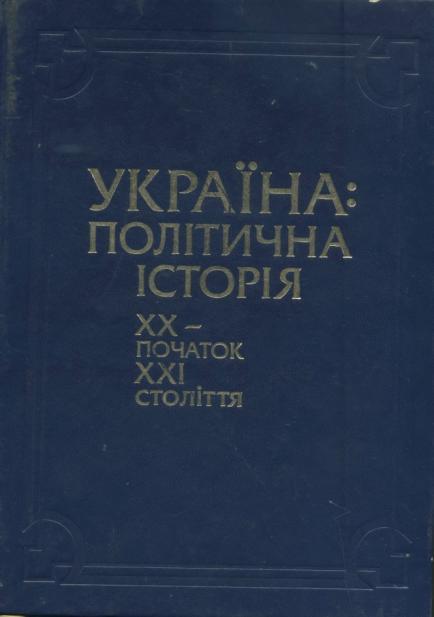 УКРАЇНА:
ПОЛІТИЧНА
ІСТОРІЯ
XX –
ПОЧАТОК
XXI
СТОЛІТТЯ